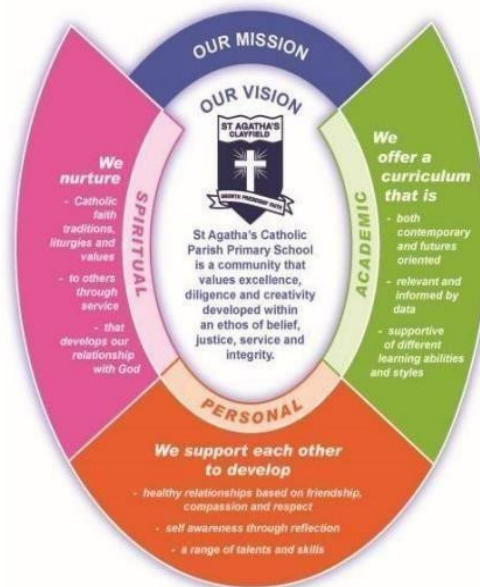 OUR MISSION
OUR VISION
ST AGATHA'S
CLAYFIELD
GROWTH FRIENDSHIP FAITH
St Agatha's Catholic
Parish Primary School
is a community that
values excellence,
diligence and creativity
developed within
an ethos of belief,
justice, service and
integrity.
SPIRITUAL
We
nurture
- Catholic
faith
traditions,
liturgies and
values
- to others
through
service
- that
develops our
relationship
with God
ACADEMIC
We
offer a
curriculum
that is
- both
contemporary
and futures
oriented
- relevant and
informed by
data
- supportive
of different
learning abilities
and styles
PERSONAL
We support each other
to develop
- healthy relationships based on friendship,
compassion and respect
- self awareness through reflection
- a range of talents and skills